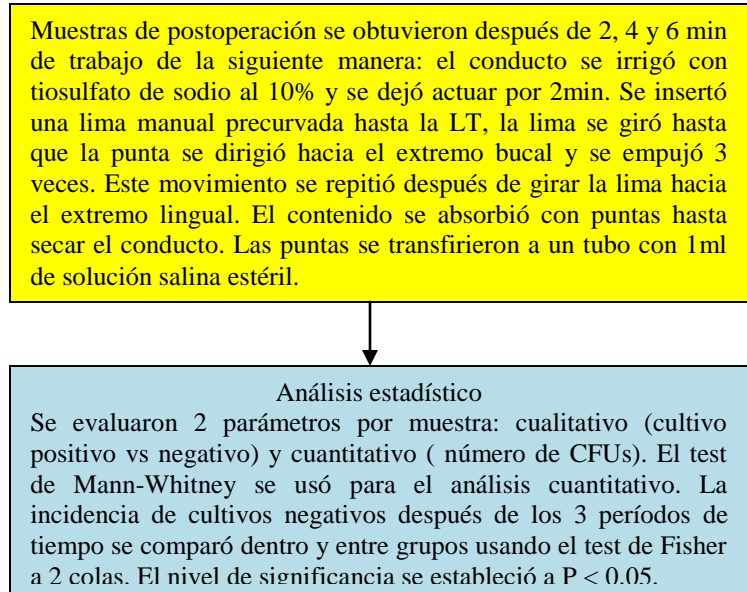 Muestras de postoperación se obtuvieron después de 2, 4 y 6 min
de trabajo de la siguiente manera: el conducto se irrigó con
tiosulfato de sodio al 10% y se dejó actuar por 2min. Se insertó
una lima manual precurvada hasta la LT, la lima se giró hasta
que la punta se dirigió hacia el extremo bucal y se empujó 3
veces. Este movimiento se repitió después de girar la lima hacia
el extremo lingual. El contenido se absorbió con puntas hasta
secar el conducto. Las puntas se transfirieron a un tubo con 1ml
de solución salina estéril.
Análisis estadístico
Se evaluaron 2 parámetros por muestra: cualitativo (cultivo
positivo vs negativo) y cuantitativo ( número de CFUs). El test
de Mann-Whitney se usó para el análisis cuantitativo. La
incidencia de cultivos negativos después de los 3 períodos de
tiempo se comparó dentro y entre grupos usando el test de Fisher
a 2 colas. El nivel de significancia se estableció a P < 0.05.